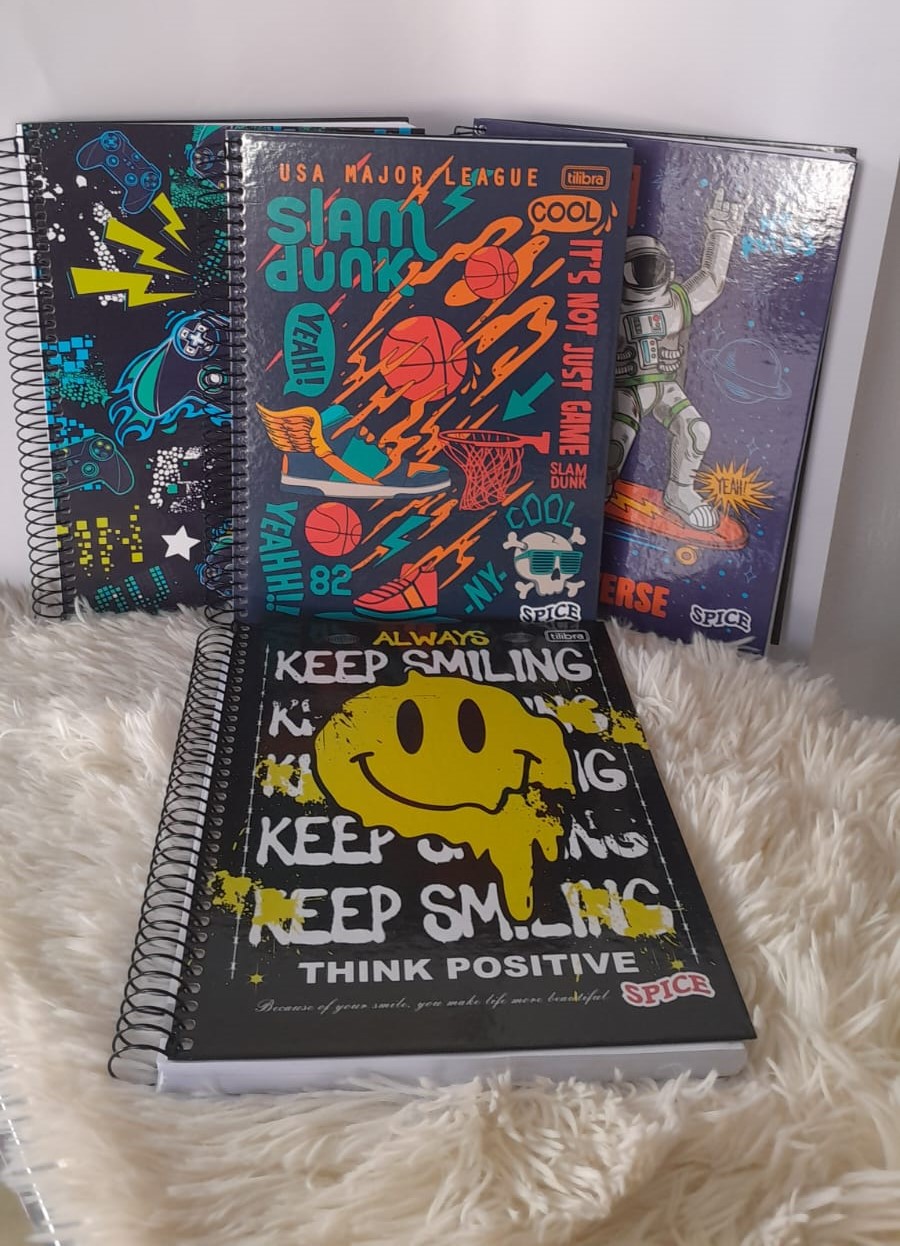 USA MAJOR LEAGUE
tilibra
SlAm
dUNK
COOL
YEAH!
IT'S NOT JUST GAME
SLAM
DUNK
COOL
YEAHHH!!
82
-N.Y.-
SPICE
YEAH!
ERSE
SPICE
ALWAYS
tilibra
KEEP SMILING
KEEP
KEEP SMILING
THINK POSITIVE
Because of your smile, you make life more beautiful
SPICE